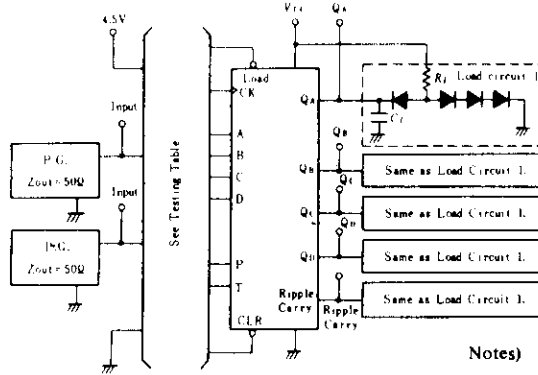 4.5V
Input
P.G.
Zout=50Ω
Input
P.G.
Zout=50Ω
See Testing Table
Load
CK
A
B
C
D
P
T
CLR
QA
QB
QC
QD
Ripple
Carry
VCC
QA
RL
Load circuit 1.
CL
QB
Same as Load Circuit 1.
QC
Same as Load Circuit 1.
QD
Same as Load Circuit 1.
Ripple
Carry
Same as Load Circuit 1.
Notes)